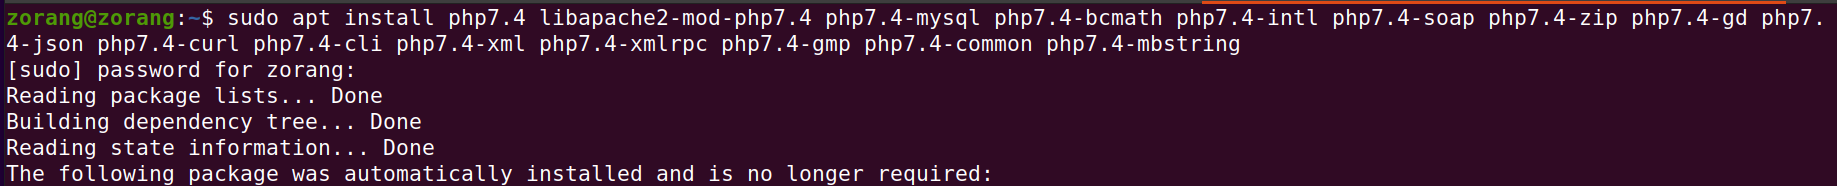 zorang@zorang:~$ sudo apt install php7.4 libapache2-mod-php7.4 php7.4-mysql php7.4-bcmath php7.4-intl php7.4-soap php7.4-zip php7.4-gd php7.
4-json php7.4-curl php7.4-cli php7.4-xml php7.4-xmlrpc php7.4-gmp php7.4-common php7.4-mbstring
[sudo] password for zorang:
Reading package lists... Done
Building dependency tree... Done
Reading state information... Done
The following package was automatically installed and is no longer required: